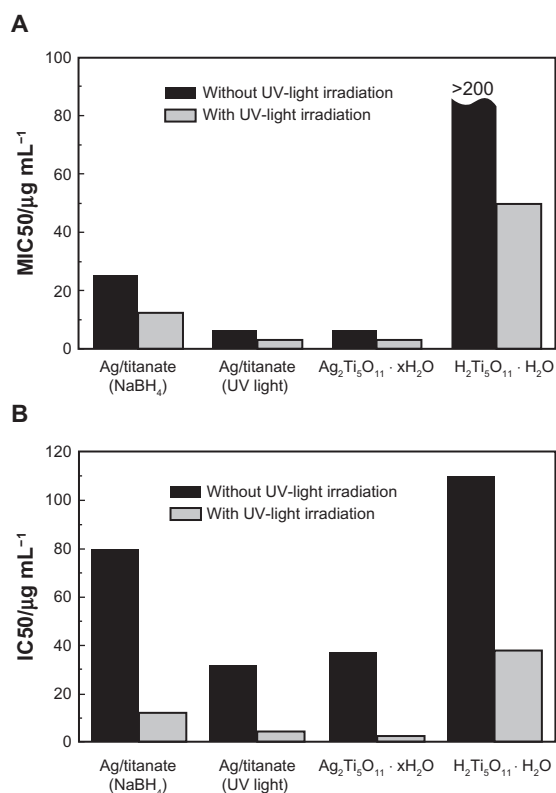 A
MIC50/µg mL⁻¹
100
80
60
40
20
0
Without UV-light irradiation
With UV-light irradiation
>200
Ag/titanate
(NaBH₄)
Ag/titanate
(UV light)
Ag₂Ti₅O₁₁ · xH₂O
H₂Ti₅O₁₁ · H₂O
B
IC50/µg mL⁻¹
120
100
80
60
40
20
0
Without UV-light irradiation
With UV-light irradiation
Ag/titanate
(NaBH₄)
Ag/titanate
(UV light)
Ag₂Ti₅O₁₁ · xH₂O
H₂Ti₅O₁₁ · H₂O